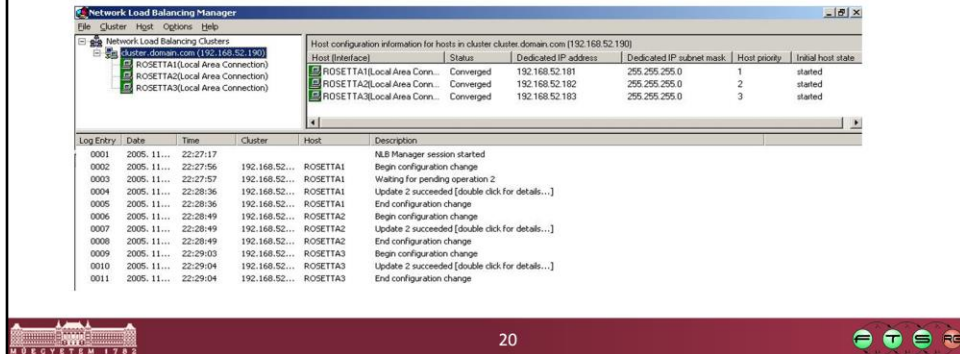 Network Load Balancing Manager
File Cluster Host Options Help
Network Load Balancing Clusters
cluster.domain.com (192.168.52.190)
ROSETTA1(Local Area Connection)
ROSETTA2(Local Area Connection)
ROSETTA3(Local Area Connection)
Host configuration information for hosts in cluster cluster.domain.com (192.168.52.190)
Host (Interface) Status Dedicated IP address Dedicated IP subnet mask Host priority Initial host state
ROSETTA1(Local Area Conn... Converged 192.168.52.181 255.255.255.0 1 started
ROSETTA2(Local Area Conn... Converged 192.168.52.182 255.255.255.0 2 started
ROSETTA3(Local Area Conn... Converged 192.168.52.183 255.255.255.0 3 started
Log Entry Date Time Cluster Host Description
0001 2005. 11... 22:27:17 NLB Manager session started
0002 2005. 11... 22:27:56 192.168.52... ROSETTA1 Begin configuration change
0003 2005. 11... 22:27:57 192.168.52... ROSETTA1 Waiting for pending operation 2
0004 2005. 11... 22:28:36 192.168.52... ROSETTA1 Update 2 succeeded [double click for details...]
0005 2005. 11... 22:28:36 192.168.52... ROSETTA1 End configuration change
0006 2005. 11... 22:28:49 192.168.52... ROSETTA2 Begin configuration change
0007 2005. 11... 22:28:49 192.168.52... ROSETTA2 Update 2 succeeded [double click for details...]
0008 2005. 11... 22:28:49 192.168.52... ROSETTA2 End configuration change
0009 2005. 11... 22:29:03 192.168.52... ROSETTA3 Begin configuration change
0010 2005. 11... 22:29:04 192.168.52... ROSETTA3 Update 2 succeeded [double click for details...]
0011 2005. 11... 22:29:04 192.168.52... ROSETTA3 End configuration change
MŰEGYETEM 1782
20
F T S RG